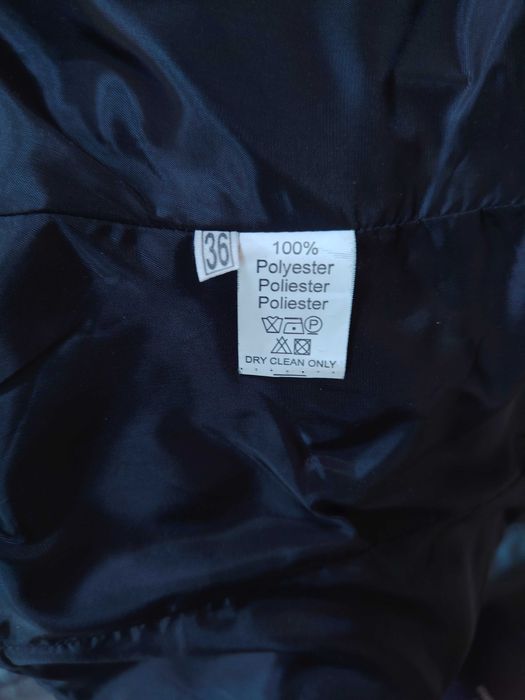 36
100%
Polyester
Poliester
Poliester
P
DRY CLEAN ONLY